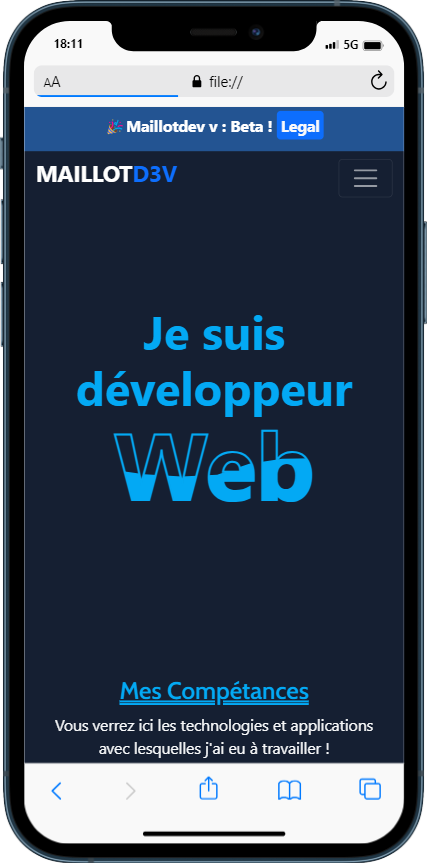 18:11
5G
AA
file://
🎉 Maillotdev v : Beta ! Legal
MAILLOTD3V
Je suis
développeur
Web
Mes Compétances
Vous verrez ici les technologies et applications
avec lesquelles j'ai eu à travailler !